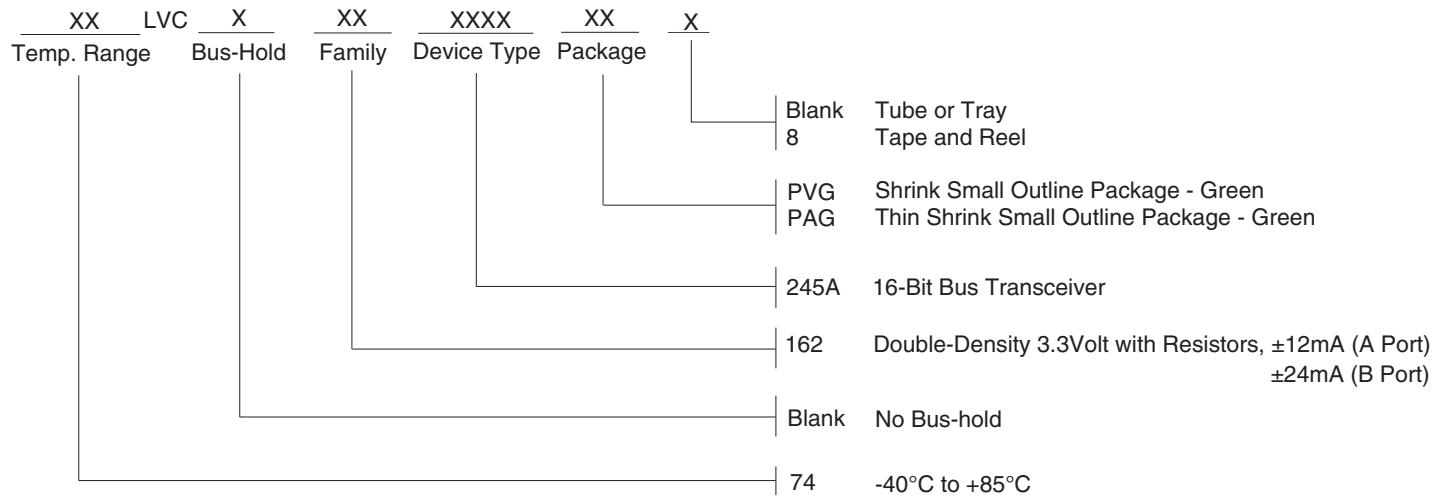 XX LVC X XX XXXX XX X
Temp. Range Bus-Hold Family Device Type Package
Blank Tube or Tray
8 Tape and Reel
PVG Shrink Small Outline Package - Green
PAG Thin Shrink Small Outline Package - Green
245A 16-Bit Bus Transceiver
162 Double-Density 3.3Volt with Resistors, ±12mA (A Port)
±24mA (B Port)
Blank No Bus-hold
74 -40°C to +85°C